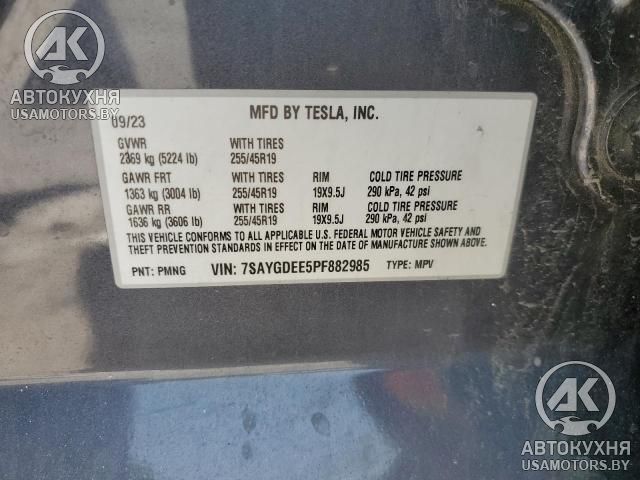 AK
АВТОКУХНЯ
USAMOTORS.BY
09/23 MFD BY TESLA, INC.
GVWR WITH TIRES
2369 kg (5224 lb) 255/45R19
GAWR FRT WITH TIRES RIM COLD TIRE PRESSURE
1363 kg (3004 lb) 255/45R19 19X9.5J 290 kPa, 42 psi
GAWR RR WITH TIRES RIM COLD TIRE PRESSURE
1636 kg (3606 lb) 255/45R19 19X9.5J 290 kPa, 42 psi
THIS VEHICLE CONFORMS TO ALL APPLICABLE U.S. FEDERAL MOTOR VEHICLE SAFETY AND
THEFT PREVENTION STANDARDS IN EFFECT ON THE DATE OF MANUFACTURE SHOWN ABOVE.
PNT: PMNG VIN: 7SAYGDEE5PF882985 TYPE: MPV
AK
АВТОКУХНЯ
USAMOTORS.BY